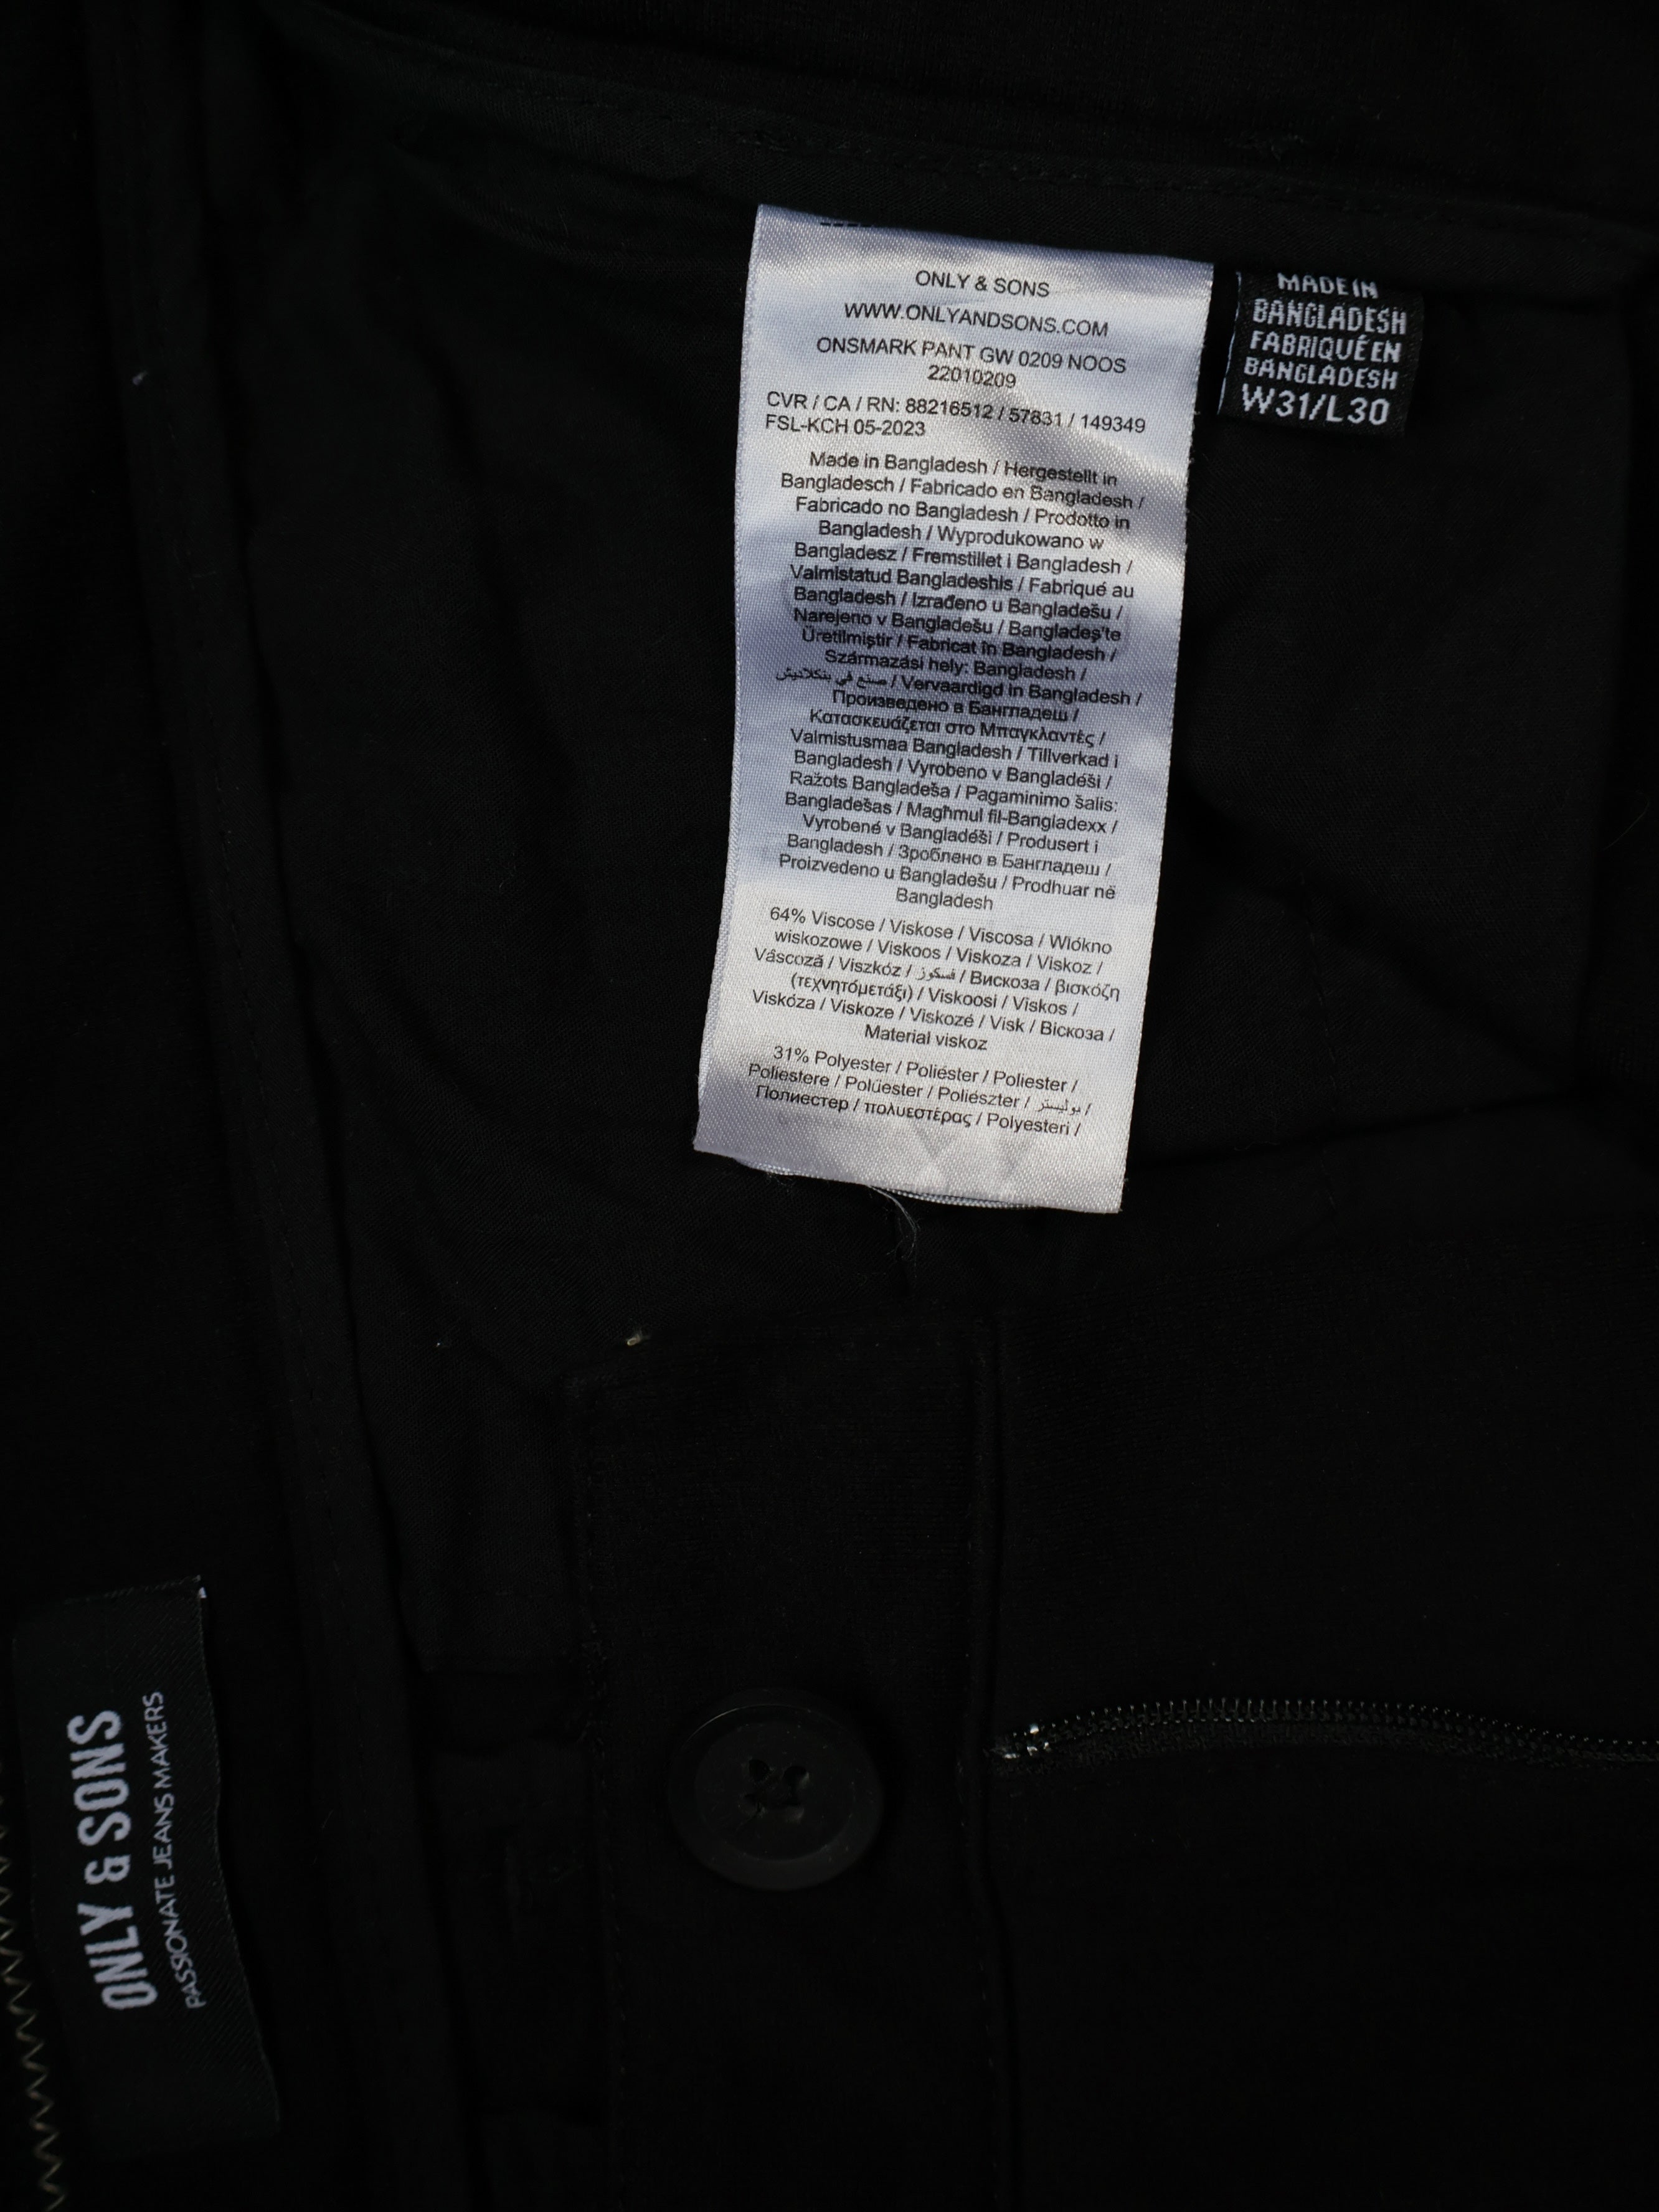 ONLY & SONS
WWW.ONLYANDSONS.COM
ONSMARK PANT GW 0209 NOOS
22010209
CVR / CA / RN: 88216512 / 57831 / 149349
FSL-KCH 05-2023
Made in Bangladesh / Hergestellt in
Bangladesch / Fabricado en Bangladesh /
Fabricado no Bangladesh / Prodotto in
Bangladesh / Wyprodukowano w
Bangladesz / Fremstillet i Bangladesh /
Valmistatud Bangladeshis / Fabriqué au
Bangladesh / Izrađeno u Bangladešu /
Narejeno v Bangladešu / Bangladeş'te
Üretilmiştir / Fabricat în Bangladesh /
Származási hely: Bangladesh /
صنع في بنكلاديش / Vervaardigd in Bangladesh /
Произведено в Бангладеш /
Κατασκευάζεται στο Μπαγκλαντές /
Valmistusmaa Bangladesh / Tillverkad i
Bangladesh / Vyrobeno v Bangladéši /
Ražots Bangladeša / Pagaminimo šalis:
Bangladešas / Magħmul fil-Bangladexx /
Vyrobené v Bangladéši / Produsert i
Bangladesh / Зроблено в Бангладеш /
Proizvedeno u Bangladešu / Prodhuar në
Bangladesh
64% Viscose / Viskose / Viscosa / Wlókno
wiskozowe / Viskoos / Viskoza / Viskoz /
Vâscoză / Viszkóz / فسكوز / Вискоза / βισκόζη
(τεχνητόμετάξι) / Viskoosi / Viskos /
Viskóza / Viskoze / Viskozé / Visk / Віскоза /
Material viskoz
31% Polyester / Poliéster / Poliester /
Poliestere / Polüester / Poliészter / بوليستر /
Полиестер / πολυεστέρας / Polyesteri /
MADE IN
BANGLADESH
FABRIQUÉ EN
BANGLADESH
W31/L30
ONLY & SONS
PASSIONATE JEANS MAKERS